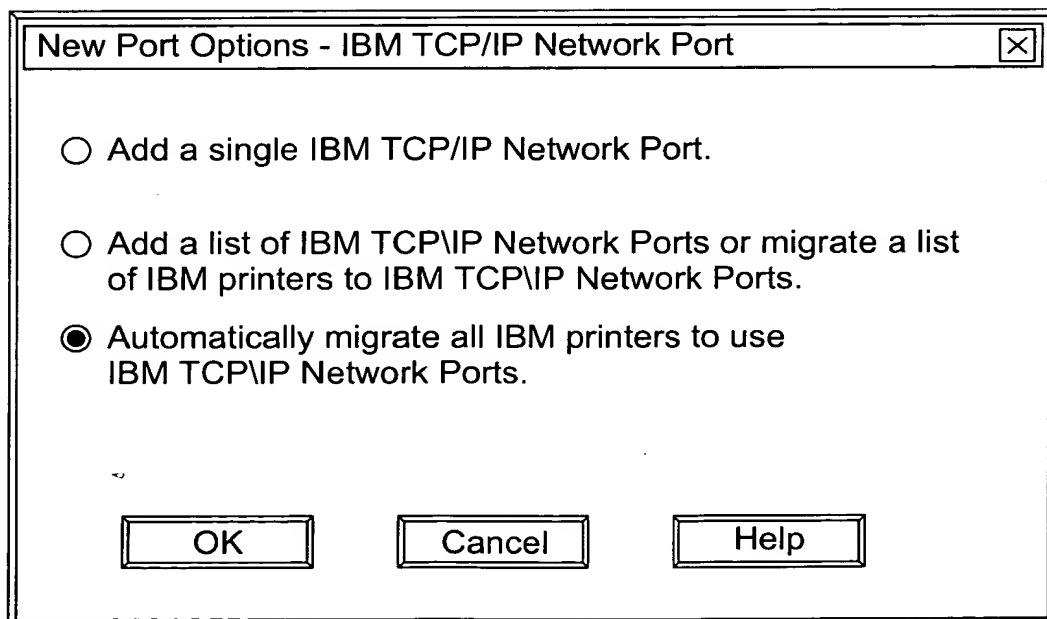 New Port Options - IBM TCP/IP Network Port
Add a single IBM TCP/IP Network Port.
Add a list of IBM TCP\IP Network Ports or migrate a list
of IBM printers to IBM TCP\IP Network Ports.
Automatically migrate all IBM printers to use
IBM TCP\IP Network Ports.
OK Cancel Help